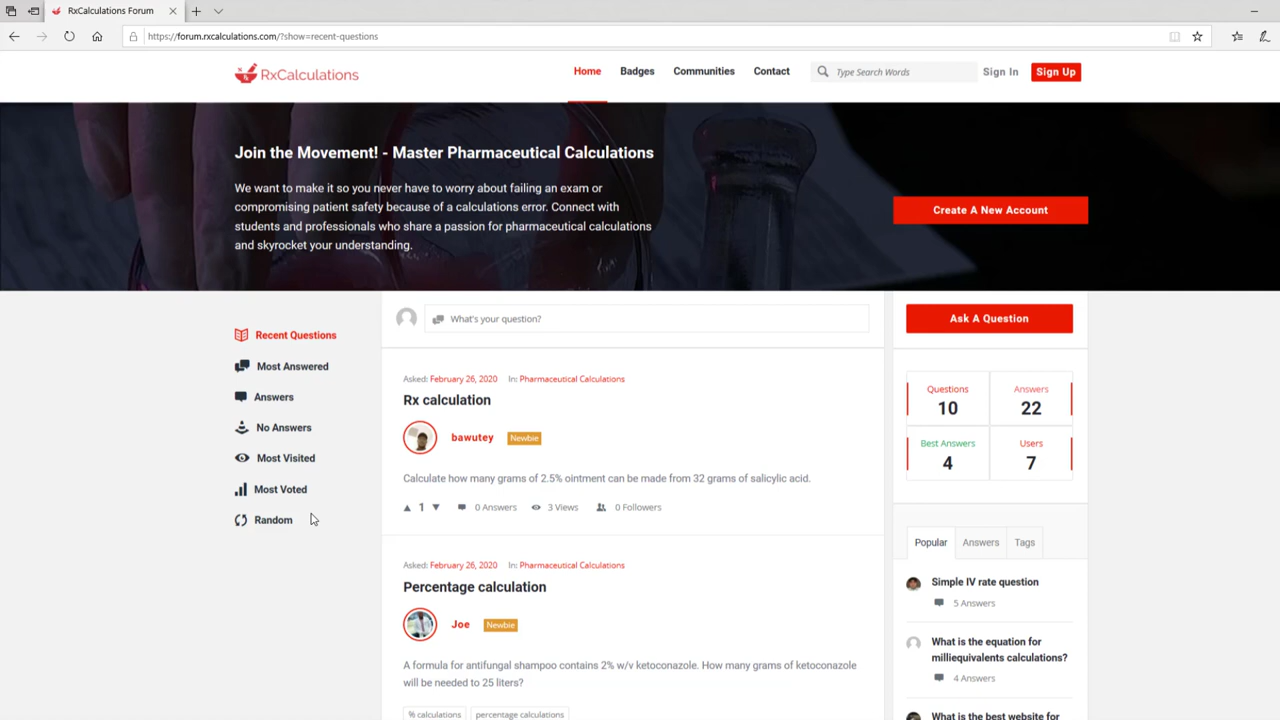 RxCalculations Forum
https://forum.rxcalculations.com/?show=recent-questions
RxCalculations
Home
Badges
Communities
Contact
Type Search Words
Sign In
Sign Up
Join the Movement! - Master Pharmaceutical Calculations
We want to make it so you never have to worry about failing an exam or
compromising patient safety because of a calculations error. Connect with
students and professionals who share a passion for pharmaceutical calculations
and skyrocket your understanding.
Create A New Account
Recent Questions
Most Answered
Answers
No Answers
Most Visited
Most Voted
Random
What's your question?
Asked: February 26, 2020 In: Pharmaceutical Calculations
Rx calculation
bawutey Newbie
Calculate how many grams of 2.5% ointment can be made from 32 grams of salicylic acid.
1 0 Answers 3 Views 0 Followers
Asked: February 26, 2020 In: Pharmaceutical Calculations
Percentage calculation
Joe Newbie
A formula for antifungal shampoo contains 2% w/v ketoconazole. How many grams of ketoconazole
will be needed to 25 liters?
% calculations percentage calculations
Ask A Question
Questions
10
Answers
22
Best Answers
4
Users
7
Popular
Answers
Tags
Simple IV rate question
5 Answers
What is the equation for
milliequivalents calculations?
4 Answers
What is the best website for